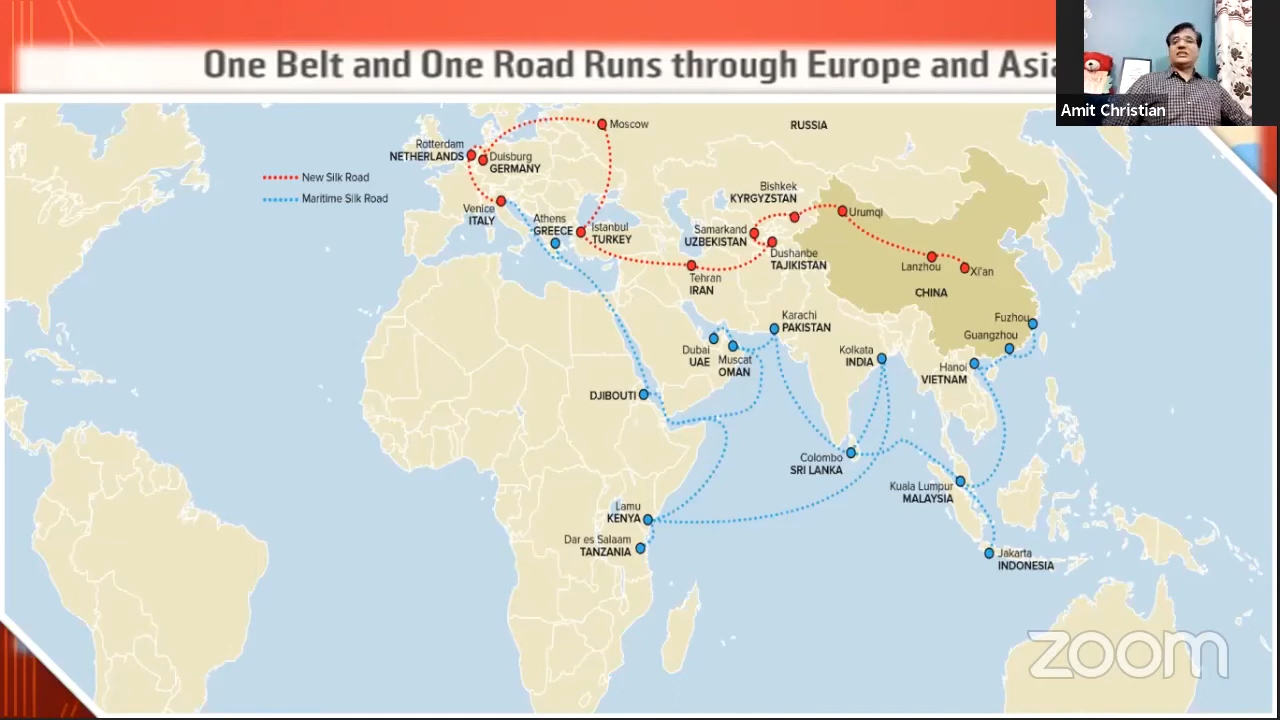 One Belt and One Road Runs through Europe and Asia
Amit Christian
Moscow
RUSSIA
Rotterdam
NETHERLANDS
Duisburg
GERMANY
New Silk Road
Maritime Silk Road
Venice
ITALY
Athens
GREECE
Istanbul
TURKEY
Bishkek
KYRGYZSTAN
Urumqi
Samarkand
UZBEKISTAN
Dushanbe
TAJIKISTAN
Tehran
IRAN
Lanzhou
Xi'an
CHINA
Karachi
PAKISTAN
Fuzhou
Guangzhou
Dubai
UAE
Muscat
OMAN
Kolkata
INDIA
Hanoi
VIETNAM
DJIBOUTI
Colombo
SRI LANKA
Kuala Lumpur
MALAYSIA
Lamu
KENYA
Dar es Salaam
TANZANIA
Jakarta
INDONESIA
zoom